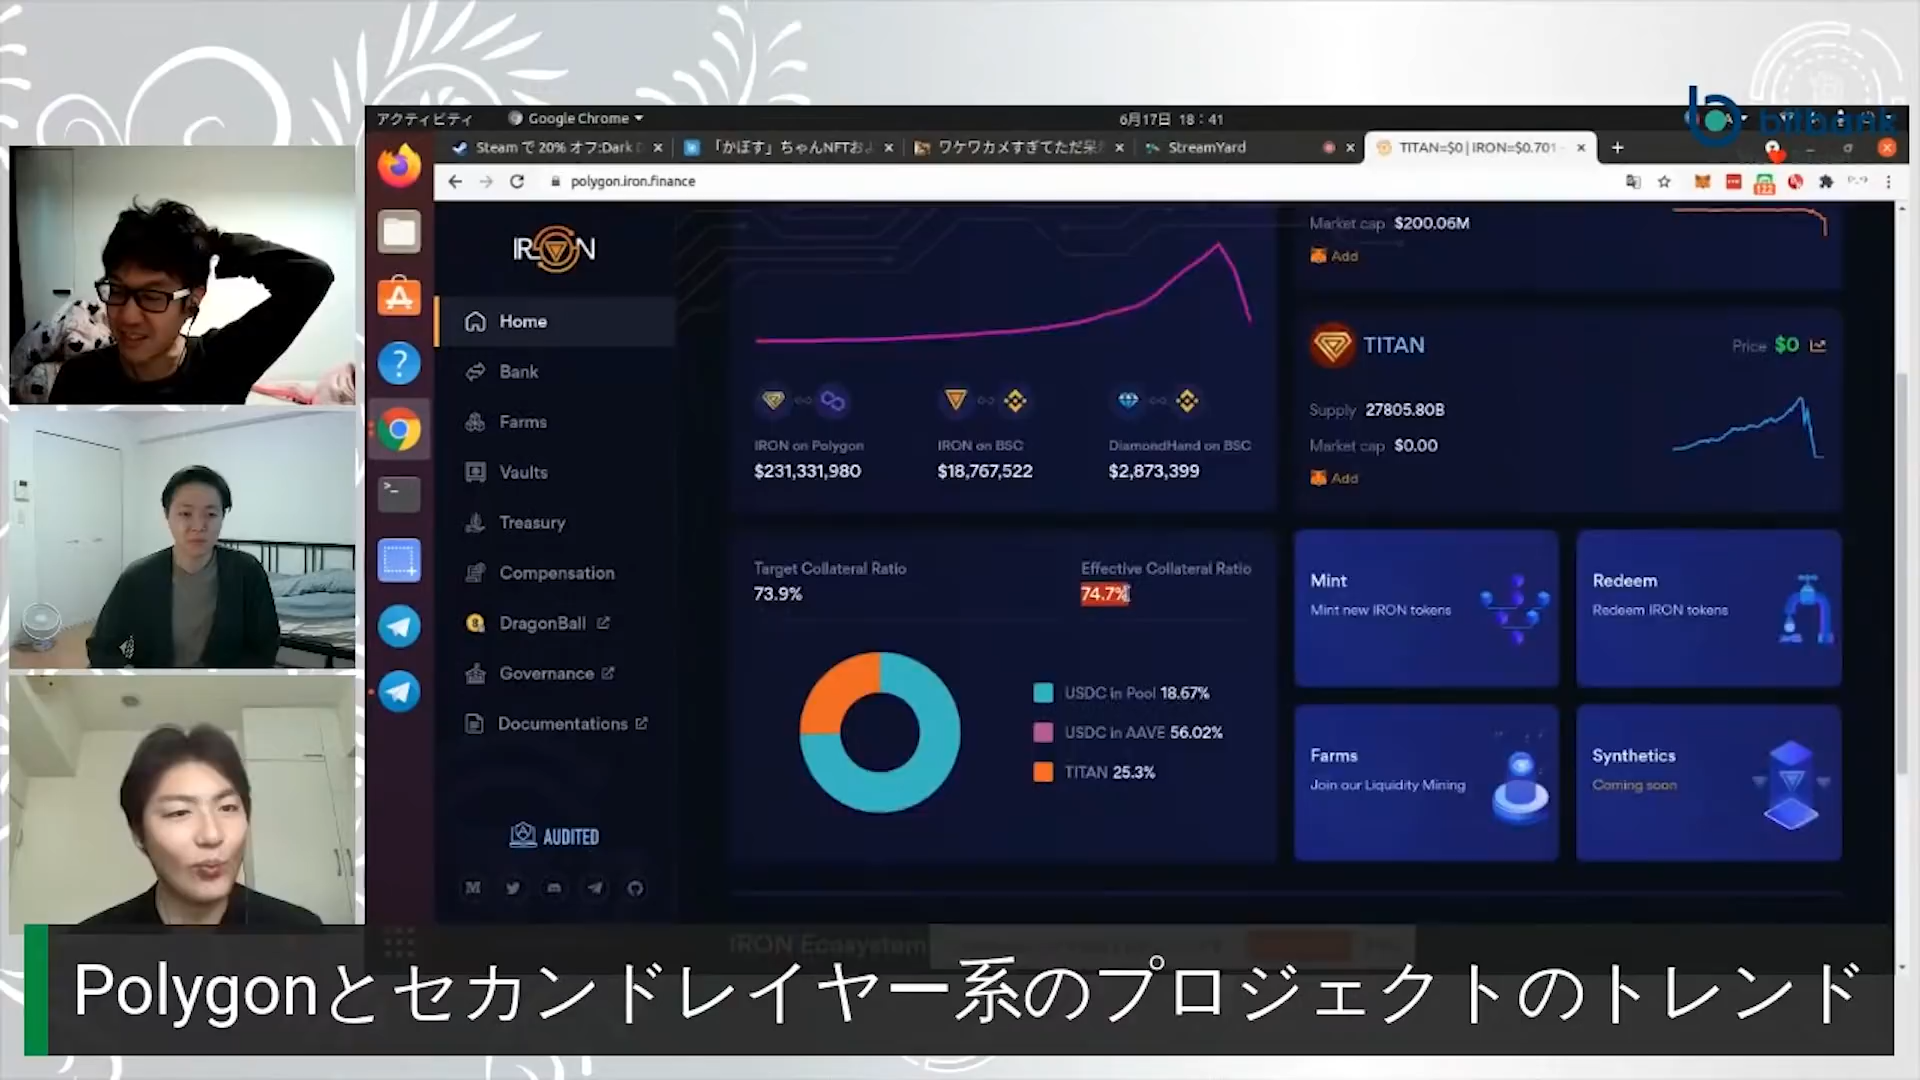 アクティビティ
Google Chrome
6月17日 18:41
bitbank
Steam で 20% オフ:Dark D
「かぼす」ちゃんNFTおよ
ワケワカメすぎてただ呆然
StreamYard
TITAN=$0 | IRON=$0.701 -
polygon.iron.finance
122
IRON
Home
Bank
Farms
Vaults
Treasury
Compensation
DragonBall
Governance
Documentations
AUDITED
IRON on Polygon
$231,331,980
IRON on BSC
$18,767,522
DiamondHand on BSC
$2,873,399
Target Collateral Ratio
73.9%
Effective Collateral Ratio
74.7%
USDC in Pool 18.67%
USDC in AAVE 56.02%
TITAN 25.3%
Market cap $200.06M
Add
TITAN
Price $0
Supply 27805.80B
Market cap $0.00
Add
Mint
Mint new IRON tokens
Redeem
Redeem IRON tokens
Farms
Join our Liquidity Mining
Synthetics
Coming soon
IRON Ecosystem
Polygonとセカンドレイヤー系のプロジェクトのトレンド